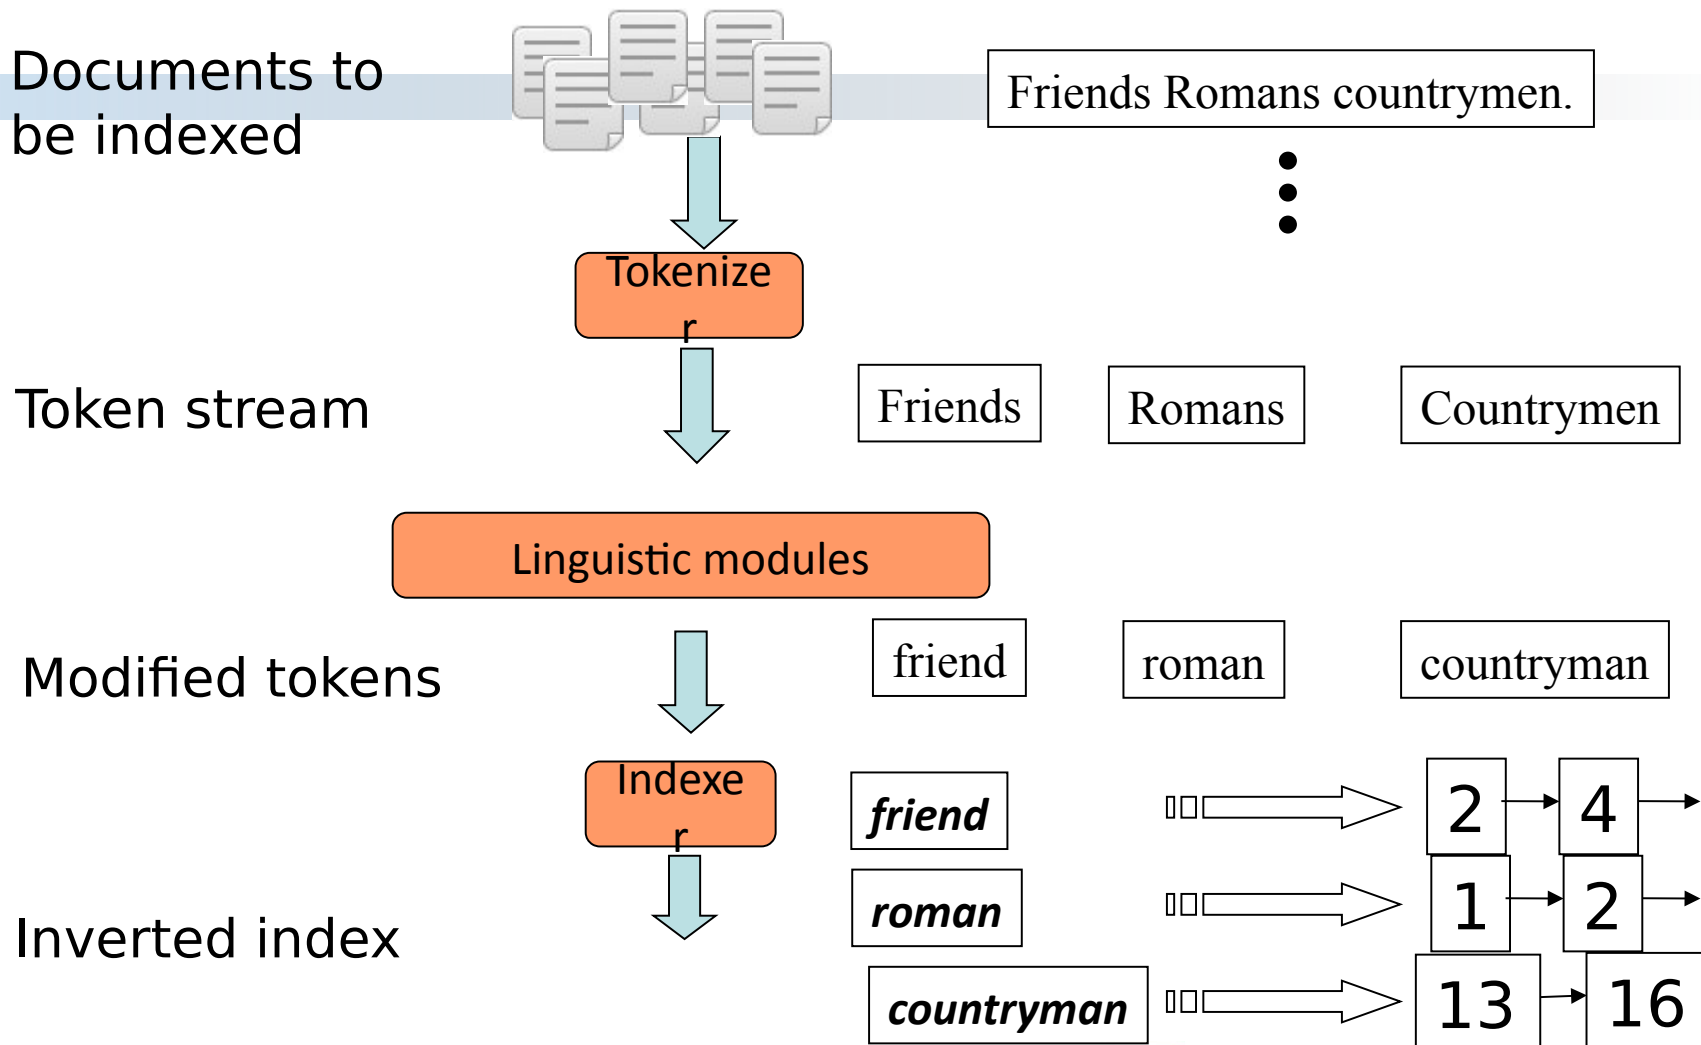 Documents to
be indexed
Friends Romans countrymen.
Tokenize
r
Token stream
Friends
Romans
Countrymen
Linguistic modules
Modified tokens
friend
roman
countryman
Indexe
r
friend
2
4
roman
1
2
Inverted index
countryman
13
16